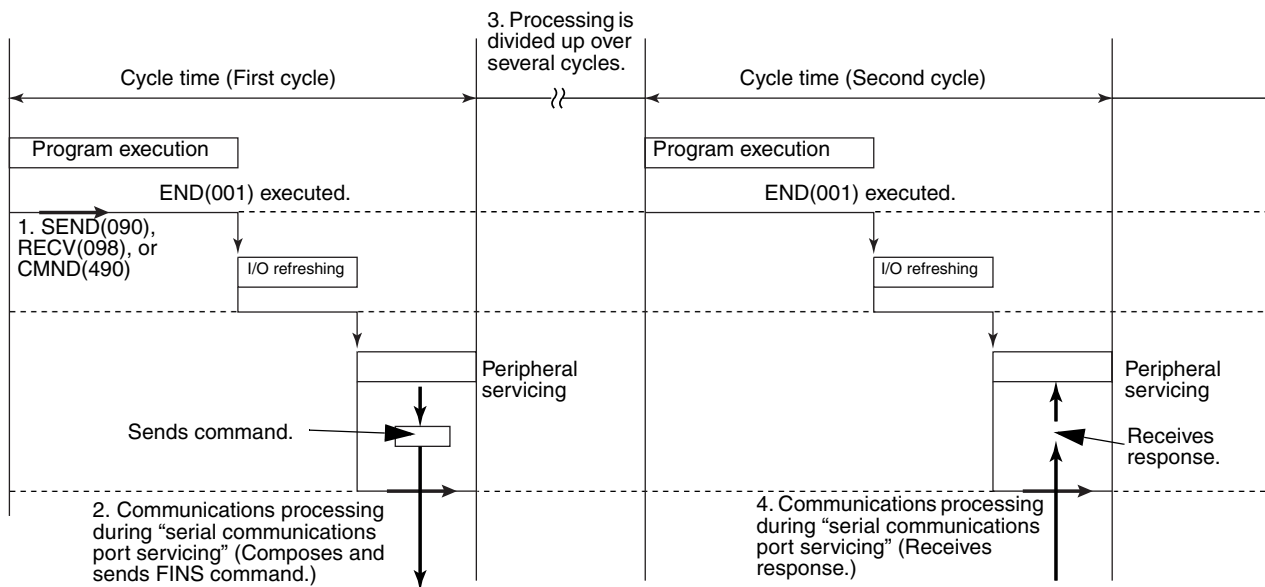 3. Processing is
divided up over
several cycles.
Cycle time (First cycle)
Cycle time (Second cycle)
Program execution
Program execution
END(001) executed.
END(001) executed.
1. SEND(090),
RECV(098), or
CMND(490)
I/O refreshing
I/O refreshing
Peripheral
servicing
Peripheral
servicing
Sends command.
Receives
response.
2. Communications processing
during “serial communications
port servicing” (Composes and
sends FINS command.)
4. Communications processing
during “serial communications
port servicing” (Receives
response.)